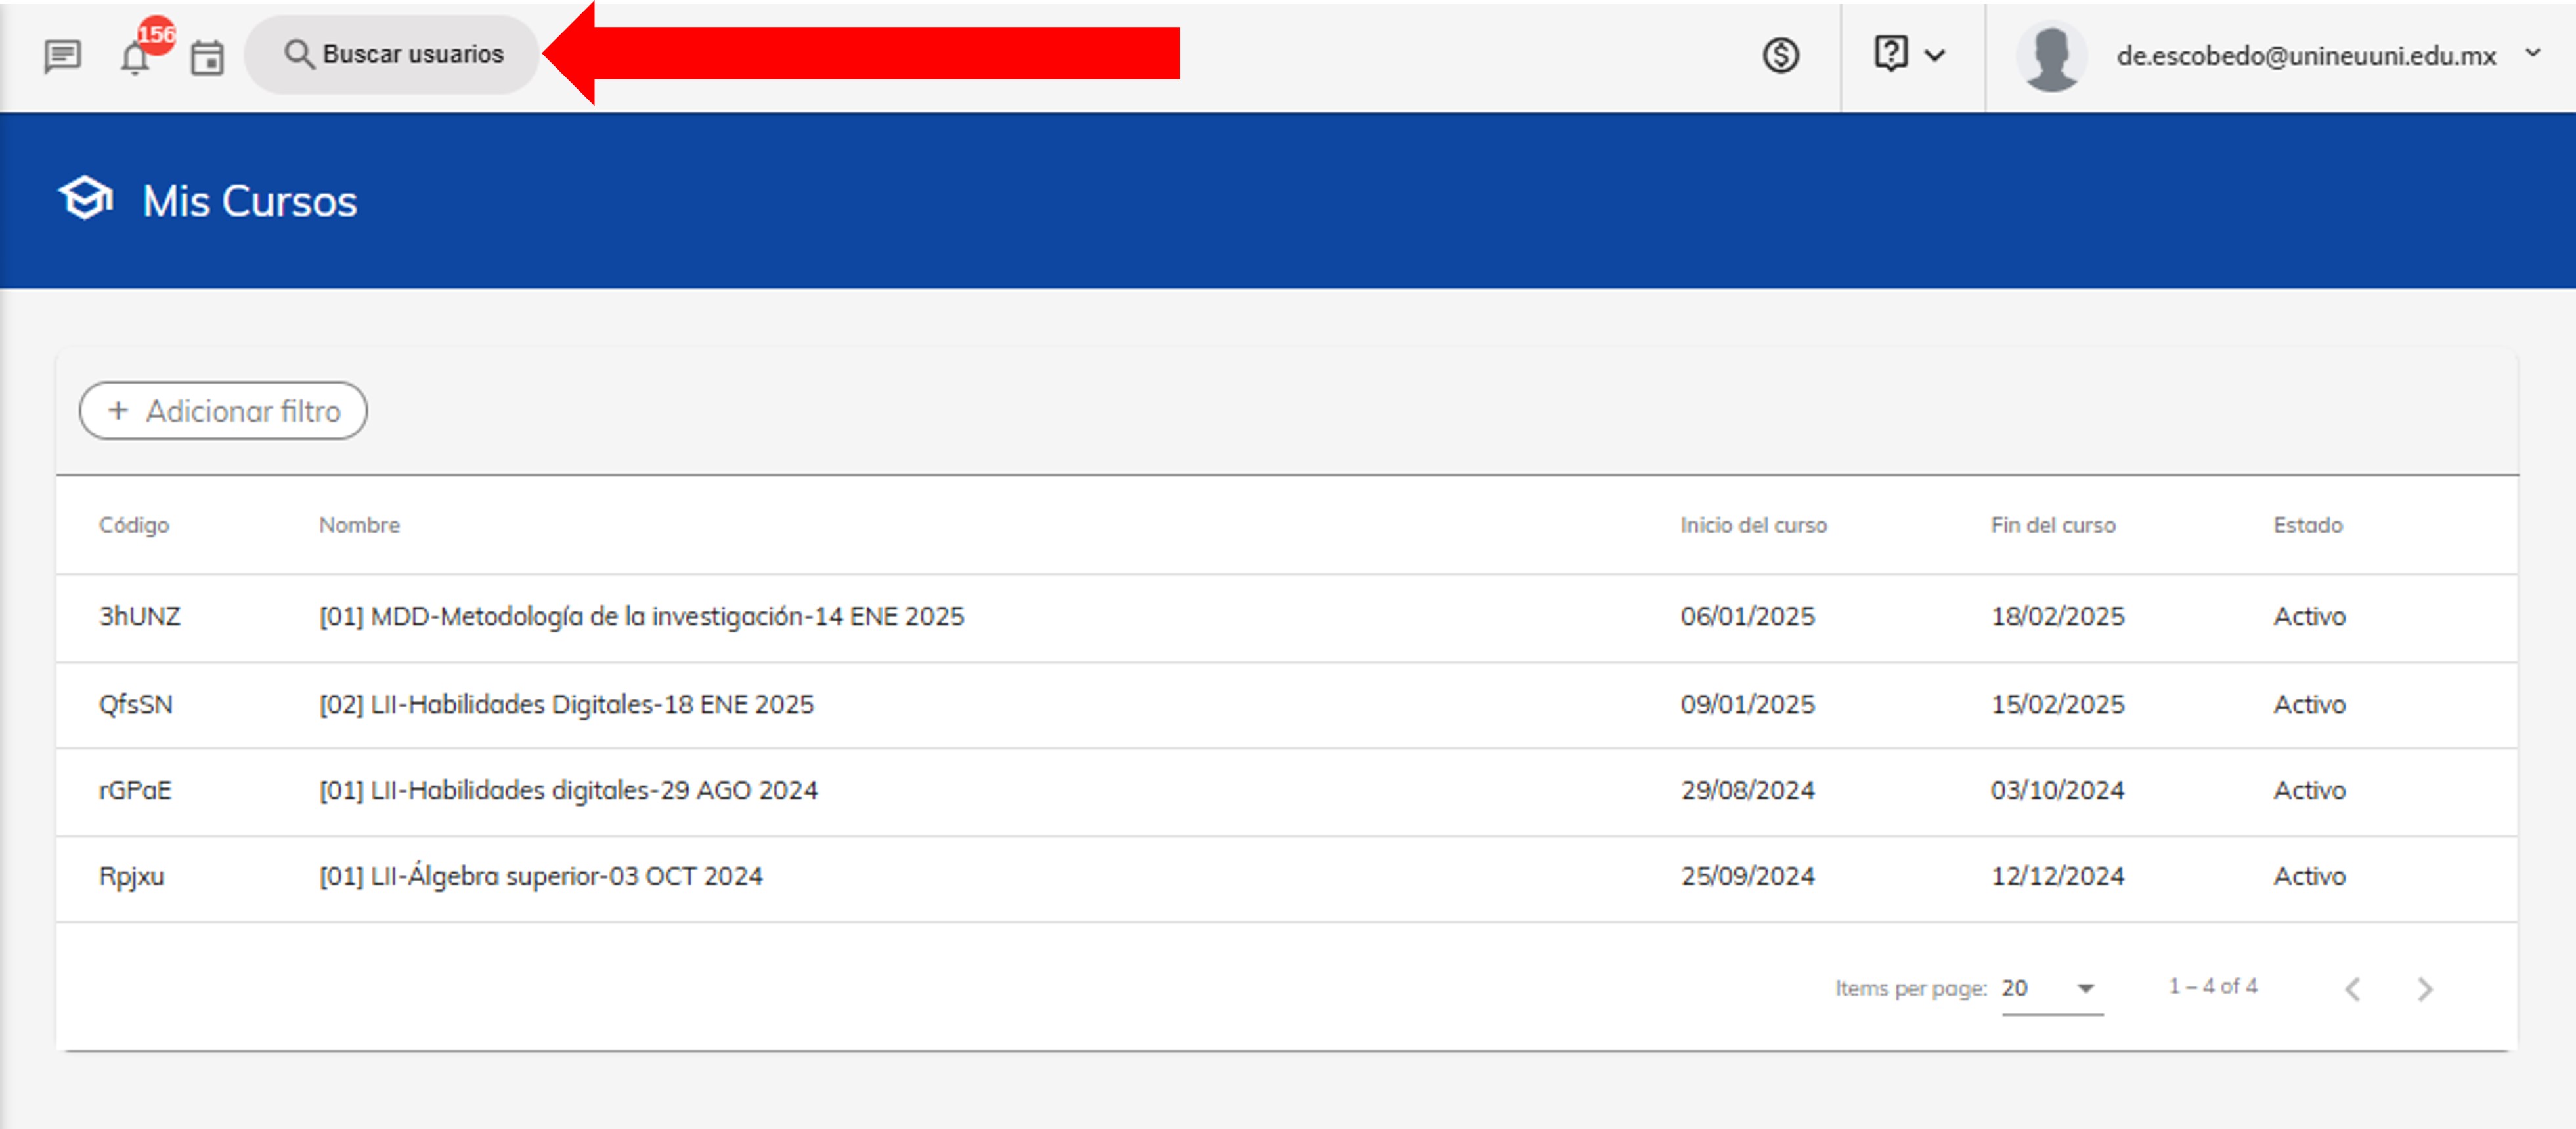 156
Buscar usuarios
de.escobedo@unineuuni.edu.mx
Mis Cursos
+ Adicionar filtro
Código Nombre Inicio del curso Fin del curso Estado
3hUNZ [01] MDD-Metodología de la investigación-14 ENE 2025 06/01/2025 18/02/2025 Activo
QfsSN [02] LII-Habilidades Digitales-18 ENE 2025 09/01/2025 15/02/2025 Activo
rGPaE [01] LII-Habilidades digitales-29 AGO 2024 29/08/2024 03/10/2024 Activo
Rpjxu [01] LII-Álgebra superior-03 OCT 2024 25/09/2024 12/12/2024 Activo
Items per page: 20 1 – 4 of 4